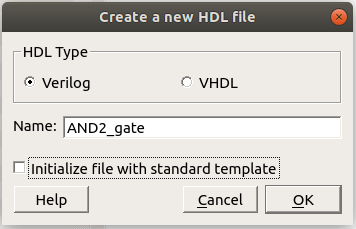 Create a new HDL file
HDL Type
Verilog VHDL
Name: AND2_gate
Initialize file with standard template
Help Cancel OK